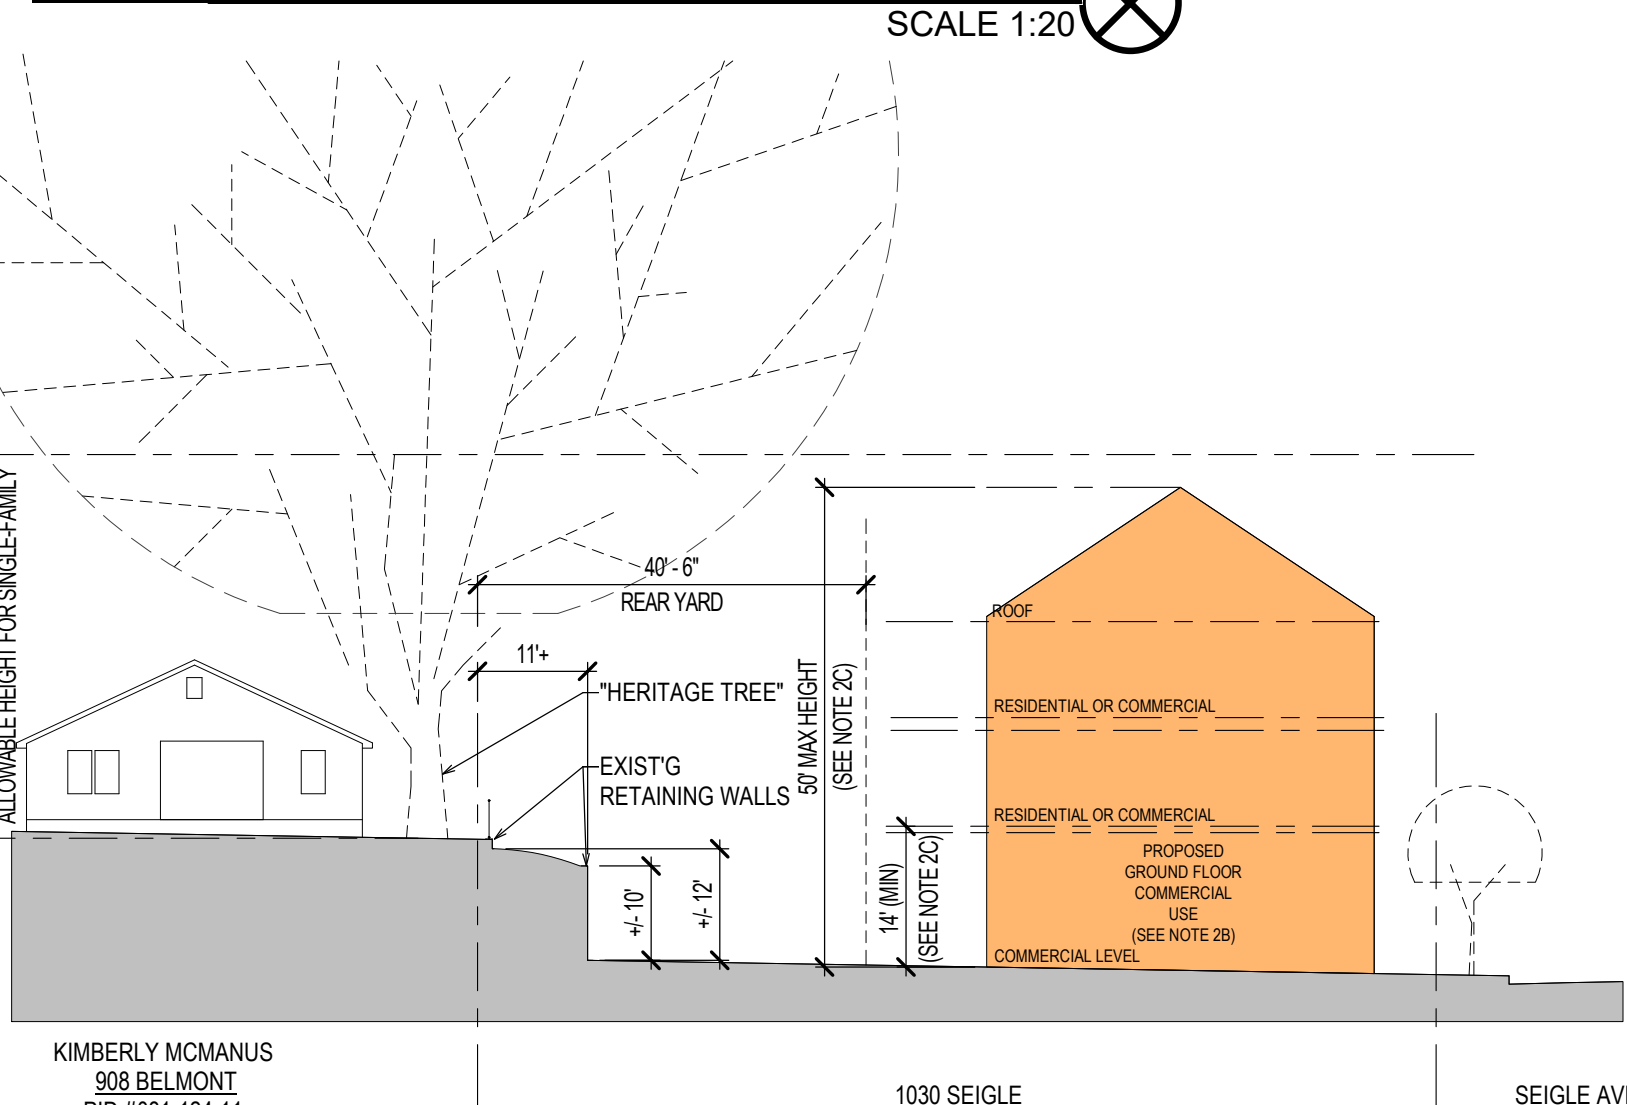 SCALE 1:20
ALLOWABLE HEIGHT FOR SINGLE-FAMILY
40' - 6"
REAR YARD
11'+
"HERITAGE TREE"
EXIST'G
RETAINING WALLS
+/- 10'
+/- 12'
50' MAX HEIGHT
(SEE NOTE 2C)
14' (MIN)
(SEE NOTE 2C)
ROOF
RESIDENTIAL OR COMMERCIAL
RESIDENTIAL OR COMMERCIAL
PROPOSED
GROUND FLOOR
COMMERCIAL
USE
(SEE NOTE 2B)
COMMERCIAL LEVEL
KIMBERLY MCMANUS
908 BELMONT
1030 SEIGLE
SEIGLE